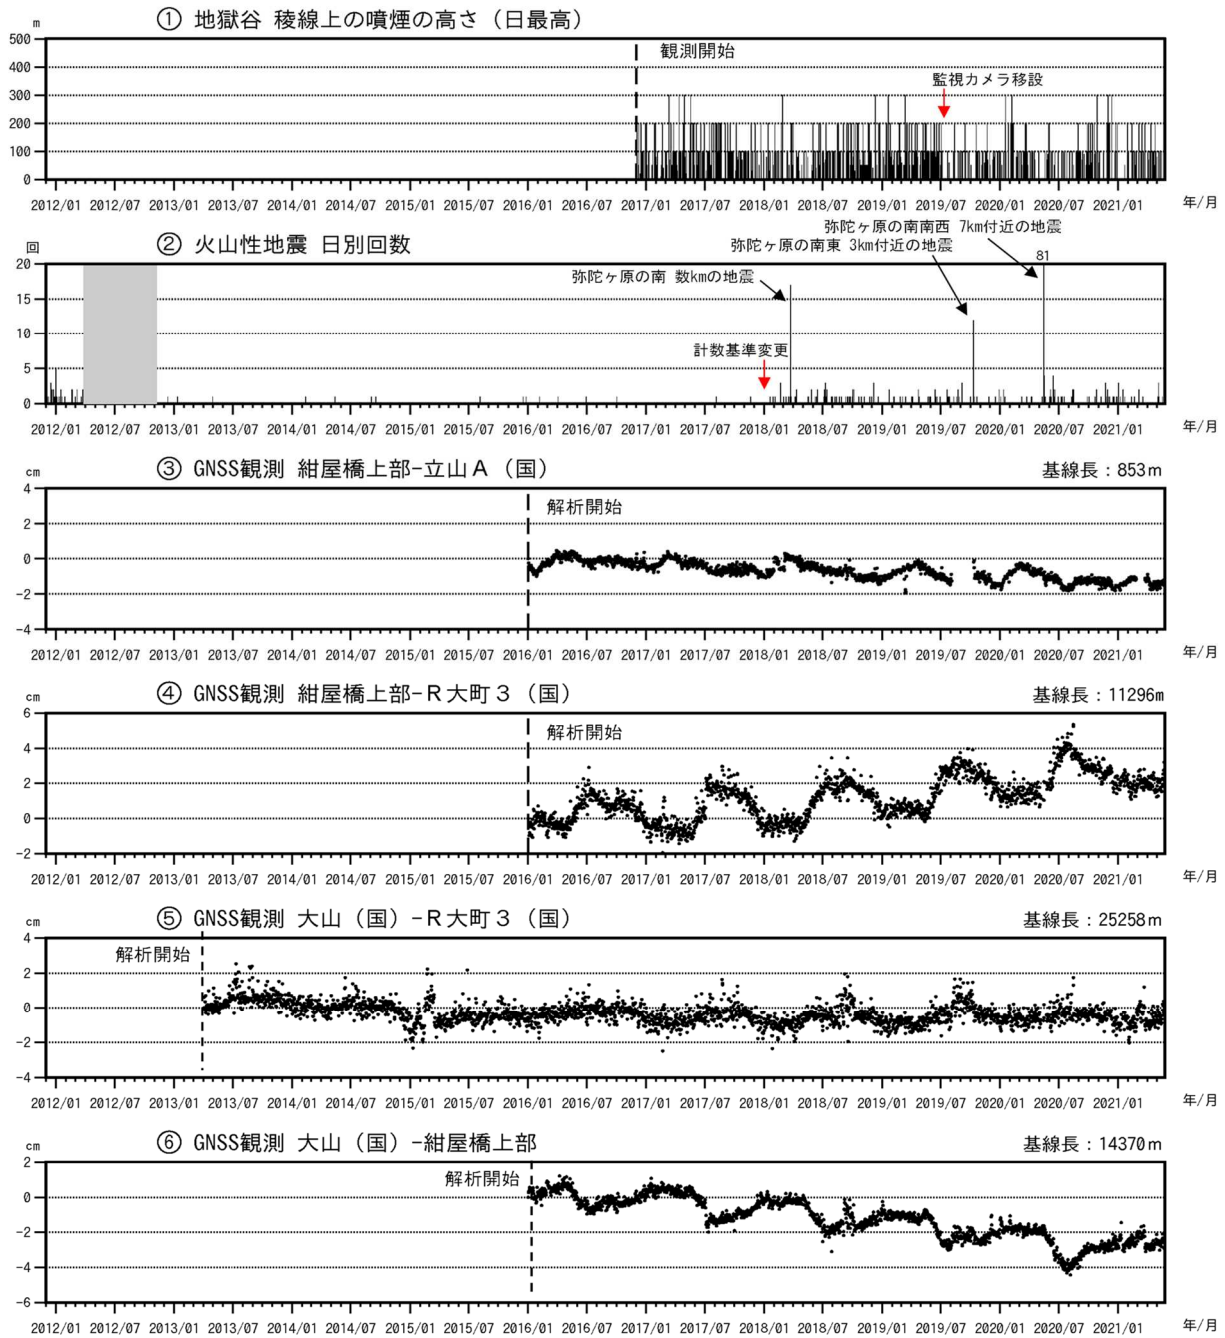 ① 地獄谷 稜線上の噴煙の高さ（日最高）
m
500
400
300
200
100
0
観測開始
監視カメラ移設
2012/01 2012/07 2013/01 2013/07 2014/01 2014/07 2015/01 2015/07 2016/01 2016/07 2017/01 2017/07 2018/01 2018/07 2019/01 2019/07 2020/01 2020/07 2021/01 年/月
② 火山性地震 日別回数
回
20
15
10
5
0
弥陀ヶ原の南南西 7km付近の地震
弥陀ヶ原の南東 3km付近の地震
81
弥陀ヶ原の南 数kmの地震
計数基準変更
2012/01 2012/07 2013/01 2013/07 2014/01 2014/07 2015/01 2015/07 2016/01 2016/07 2017/01 2017/07 2018/01 2018/07 2019/01 2019/07 2020/01 2020/07 2021/01 年/月
③ GNSS観測 紺屋橋上部-立山Ａ（国） 基線長：853m
cm
4
2
0
-2
-4
解析開始
2012/01 2012/07 2013/01 2013/07 2014/01 2014/07 2015/01 2015/07 2016/01 2016/07 2017/01 2017/07 2018/01 2018/07 2019/01 2019/07 2020/01 2020/07 2021/01 年/月
④ GNSS観測 紺屋橋上部-Ｒ大町３（国） 基線長：11296m
cm
6
4
2
0
-2
解析開始
2012/01 2012/07 2013/01 2013/07 2014/01 2014/07 2015/01 2015/07 2016/01 2016/07 2017/01 2017/07 2018/01 2018/07 2019/01 2019/07 2020/01 2020/07 2021/01 年/月
⑤ GNSS観測 大山（国）-Ｒ大町３（国） 基線長：25258m
cm
4
2
0
-2
-4
解析開始
2012/01 2012/07 2013/01 2013/07 2014/01 2014/07 2015/01 2015/07 2016/01 2016/07 2017/01 2017/07 2018/01 2018/07 2019/01 2019/07 2020/01 2020/07 2021/01 年/月
⑥ GNSS観測 大山（国）-紺屋橋上部 基線長：14370m
cm
2
0
-2
-4
-6
解析開始
2012/01 2012/07 2013/01 2013/07 2014/01 2014/07 2015/01 2015/07 2016/01 2016/07 2017/01 2017/07 2018/01 2018/07 2019/01 2019/07 2020/01 2020/07 2021/01 年/月